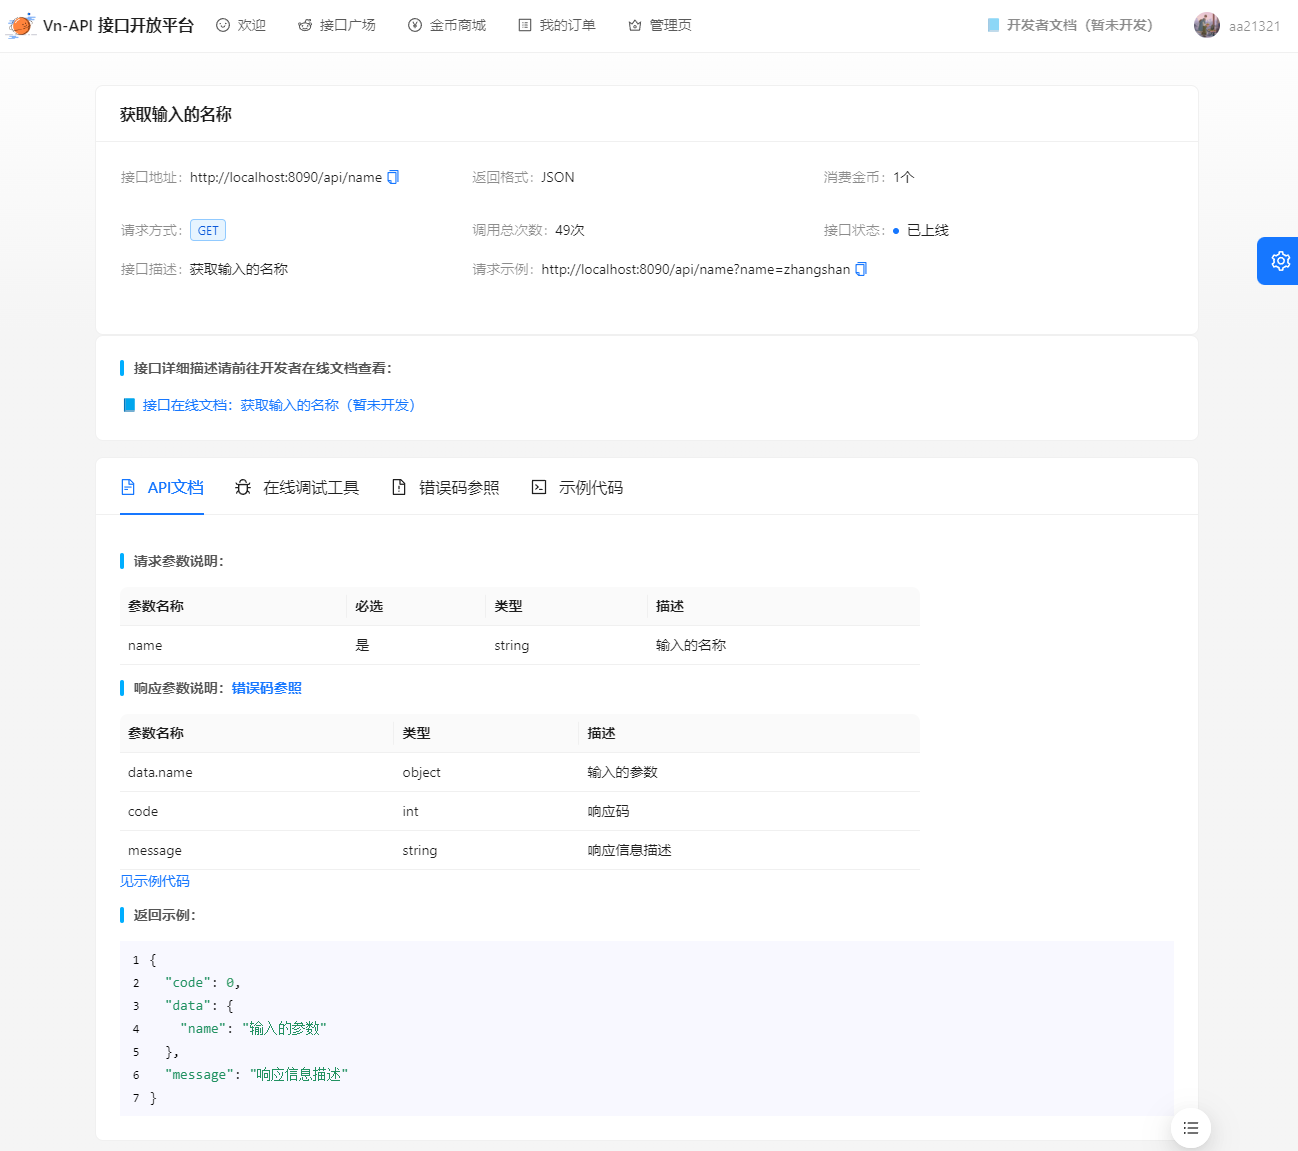 Vn-API 接口开放平台 欢迎 接口广场 金币商城 我的订单 管理页 开发者文档（暂未开发） aa21321
获取输入的名称
接口地址：http://localhost:8090/api/name 返回格式：JSON 消费金币：1个
请求方式：GET 调用总次数：49次 接口状态：已上线
接口描述：获取输入的名称 请求示例：http://localhost:8090/api/name?name=zhangshan
接口详细描述请前往开发者在线文档查看：
接口在线文档：获取输入的名称（暂未开发）
API文档 在线调试工具 错误码参照 示例代码
请求参数说明：
参数名称 必选 类型 描述
name 是 string 输入的名称
响应参数说明：错误码参照
参数名称 类型 描述
data.name object 输入的参数
code int 响应码
message string 响应信息描述
见示例代码
返回示例：
1 {
2 "code": 0,
3 "data": {
4 "name": "输入的参数"
5 },
6 "message": "响应信息描述"
7 }